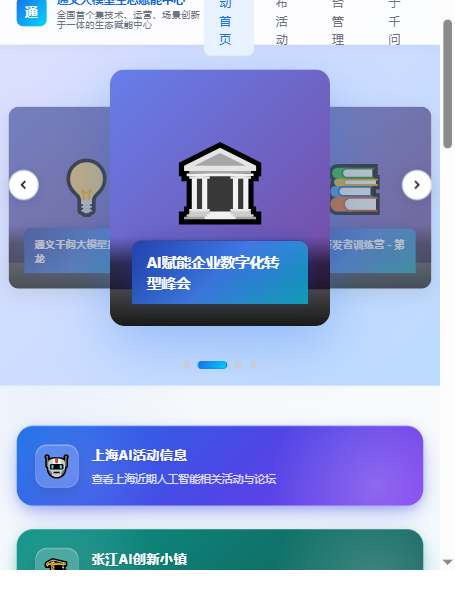 通
通义大模型生态赋能中心
全国首个集技术、运营、场景创新
于一体的生态赋能中心
动
首
页
布
活
动
台
管
理
于
千
问
通义千问大模型
龙
AI赋能企业数字化转
型峰会
发者训练营 - 第
上海AI活动信息
查看上海近期人工智能相关活动与论坛
张江AI创新小镇